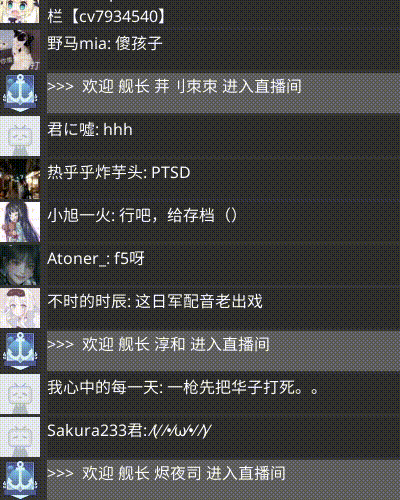 栏【cv7934540】
野马mia: 傻孩子
>>> 欢迎 舰长 茾刂朿朿 进入直播间
君に嘘: hhh
热乎乎炸芋头: PTSD
小旭一火: 行吧，给存档（）
Atoner_: f5呀
不时的时辰: 这日军配音老出戏
>>> 欢迎 舰长 淳和 进入直播间
我心中的每一天: 一枪先把华子打死。。
Sakura233君:
>>> 欢迎 舰长 烬夜司 进入直播间